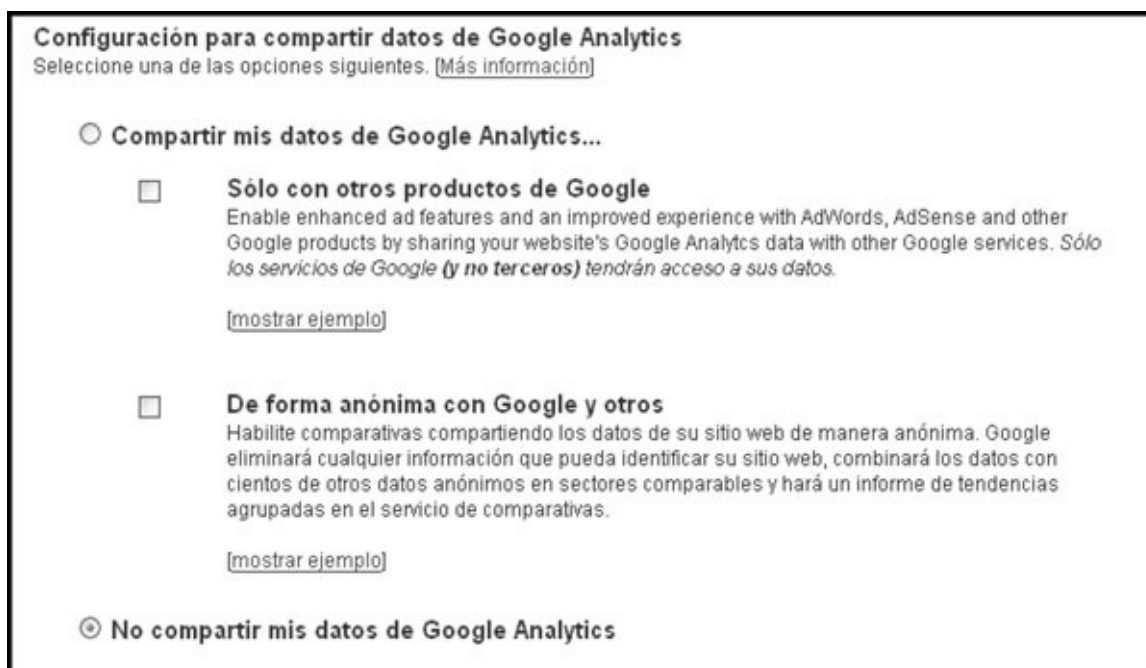 Configuración para compartir datos de Google Analytics
Seleccione una de las opciones siguientes. [Más información]
Compartir mis datos de Google Analytics...
Sólo con otros productos de Google
Enable enhanced ad features and an improved experience with AdWords, AdSense and other
Google products by sharing your website's Google Analytcs data with other Google services. Sólo
los servicios de Google (y no terceros) tendrán acceso a sus datos.
[mostrar ejemplo]
De forma anónima con Google y otros
Habilite comparativas compartiendo los datos de su sitio web de manera anónima. Google
eliminará cualquier información que pueda identificar su sitio web, combinará los datos con
cientos de otros datos anónimos en sectores comparables y hará un informe de tendencias
agrupadas en el servicio de comparativas.
[mostrar ejemplo]
No compartir mis datos de Google Analytics